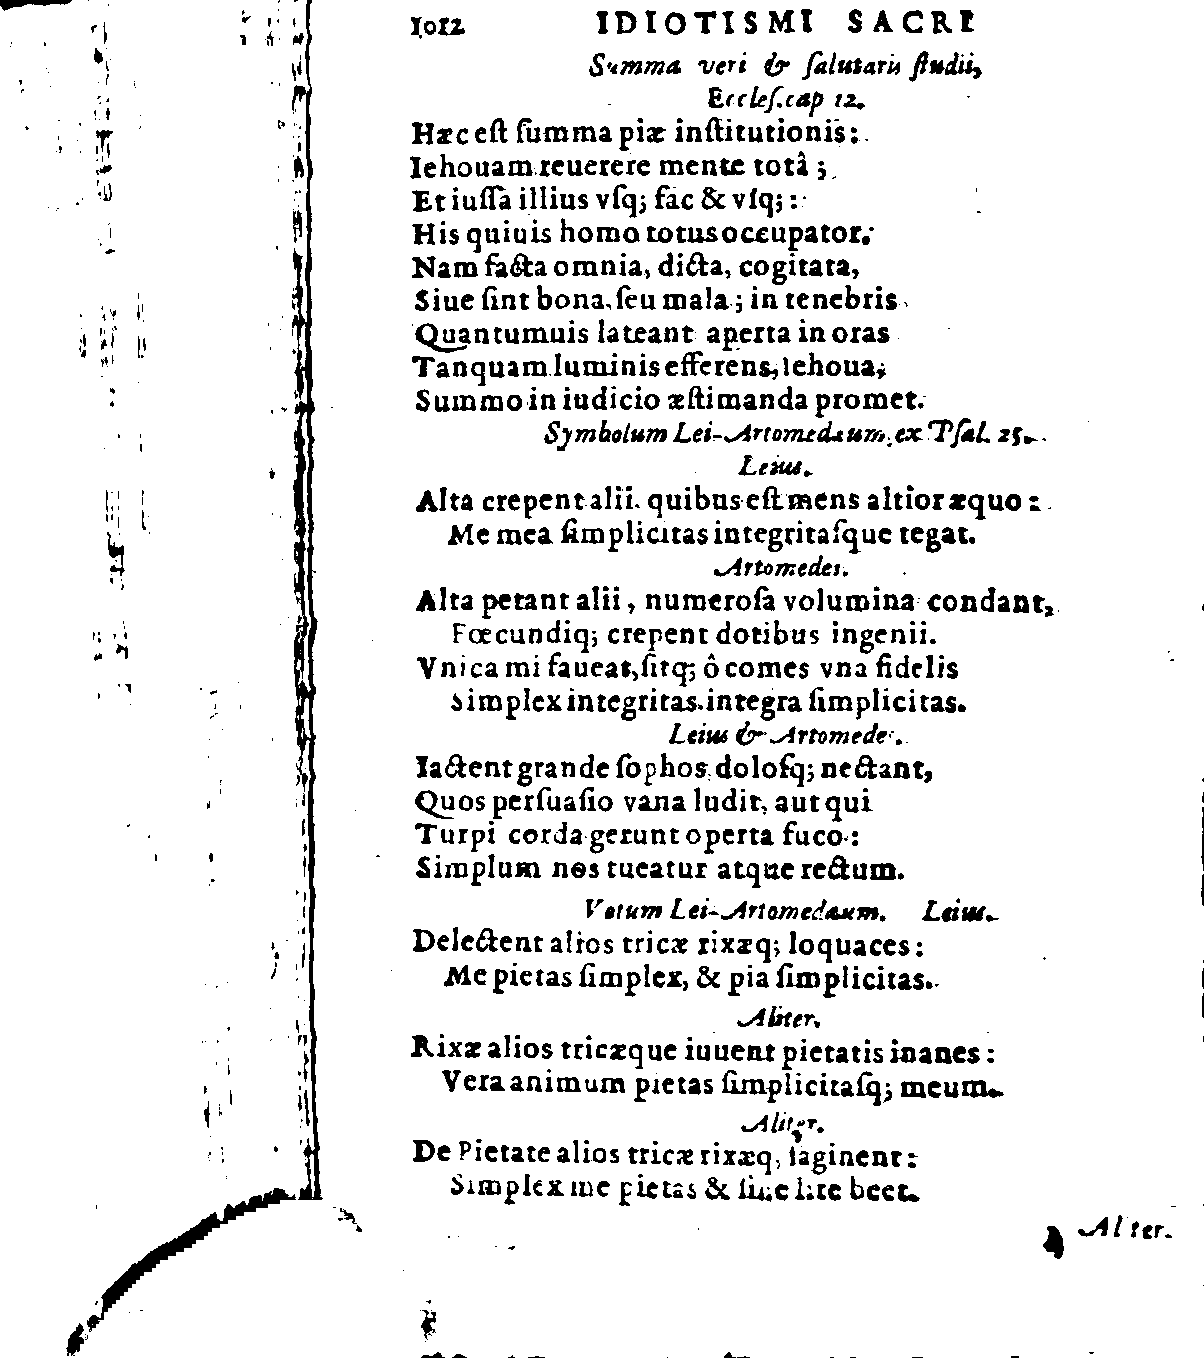 1012 IDIOTISMI SACRI
Summa veri & ſalutaris ſtudii,
Eccleſ. cap 12.
Hæc eſt ſumma piæ inſtitutionis:
Iehouam reuerere mente totâ ;
Et iuſſa illius vſq; fac & vſq; :
His quiuis homo totus occupator.
Nam facta omnia, dicta, cogitata,
Siue ſint bona, ſeu mala ; in tenebris
Quantumuis lateant aperta in oras
Tanquam luminis efferens, Iehoua,
Summo in iudicio æſtimanda promet.
Symbolum Lei-Artomedæum, ex Pſal. 25.
Leius.
Alta crepent alii. quibus eſt mens altior æquo :
Me mea ſimplicitas integritaſque tegat.
Artomedes.
Alta petant alii, numeroſa volumina condant,
Fœcundiq; crepent dotibus ingenii.
Vnica mi faueat, ſitq; ô comes vna fidelis
Simplex integritas, integra ſimplicitas.
Leius & Artomedes.
Iactent grande ſophos, doloſq; nectant,
Quos perſuaſio vana ludit, aut qui
Turpi corda gerunt operta fuco :
Simplum nos tueatur atque rectum.
Votum Lei-Artomedæum. Leius.
Delectent alios tricæ rixæq; loquaces :
Me pietas ſimplex, & pia ſimplicitas.
Aliter.
Rixæ alios tricæque iuuent pietatis inanes :
Vera animum pietas ſimplicitaſq; meum.
Aliter.
De Pietate alios tricæ rixæq; ſaginent :
Simplex me pietas & ſine lite beet.
Aliter.